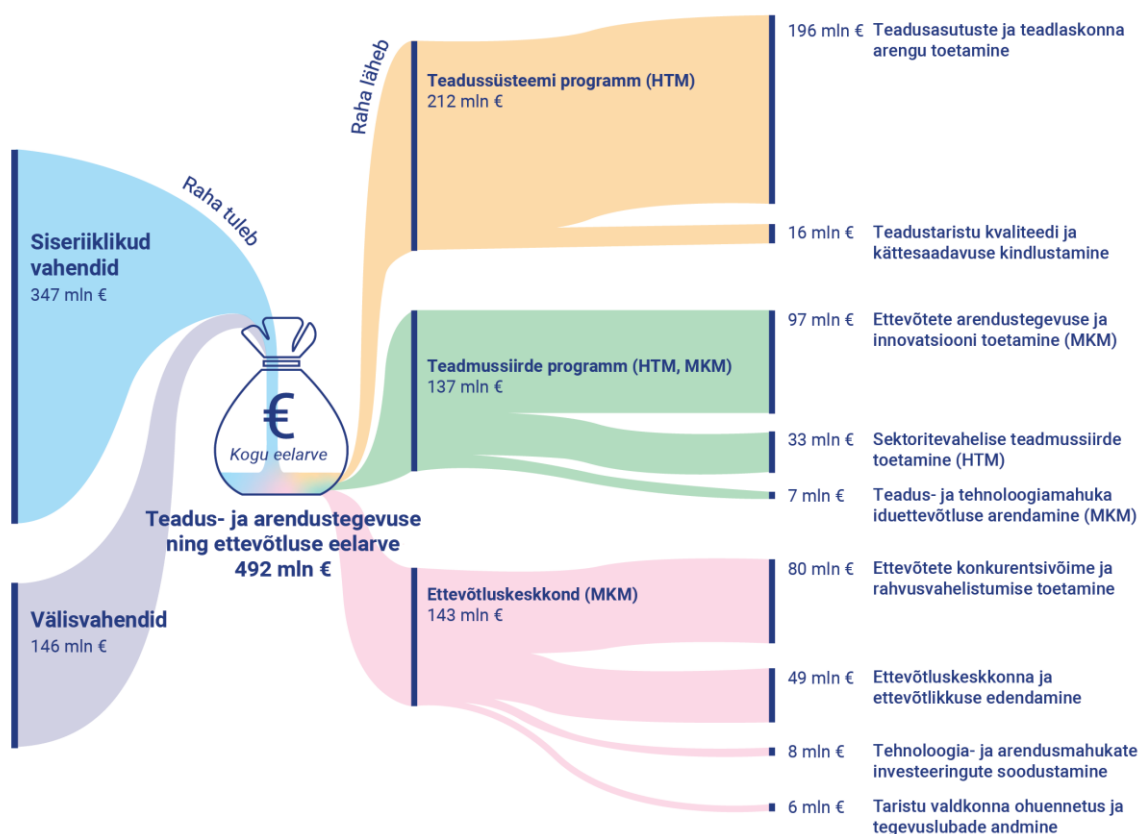 Raha tuleb
Siseriiklikud
vahendid
347 mln €
Välisvahendid
146 mln €
€
Kogu eelarve
Teadus- ja arendustegevuse
ning ettevõtluse eelarve
492 mln €
Raha läheb
Teadussüsteemi programm (HTM)
212 mln €
196 mln € Teadusasutuste ja teadlaskonna
arengu toetamine
16 mln € Teadustaristu kvaliteedi ja
kättesaadavuse kindlustamine
Teadmussiirde programm (HTM, MKM)
137 mln €
97 mln € Ettevõtete arendustegevuse ja
innovatsiooni toetamine (MKM)
33 mln € Sektoritevahelise teadmussiirde
toetamine (HTM)
7 mln € Teadus- ja tehnoloogiamahuka
iduettevõtluse arendamine (MKM)
Ettevõtluskeskkond (MKM)
143 mln €
80 mln € Ettevõtete konkurentsivõime ja
rahvusvahelistumise toetamine
49 mln € Ettevõtluskeskkonna ja
ettevõtlikkuse edendamine
8 mln € Tehnoloogia- ja arendusmahukate
investeeringute soodustamine
6 mln € Taristu valdkonna ohuennetus ja
tegevuslubade andmine